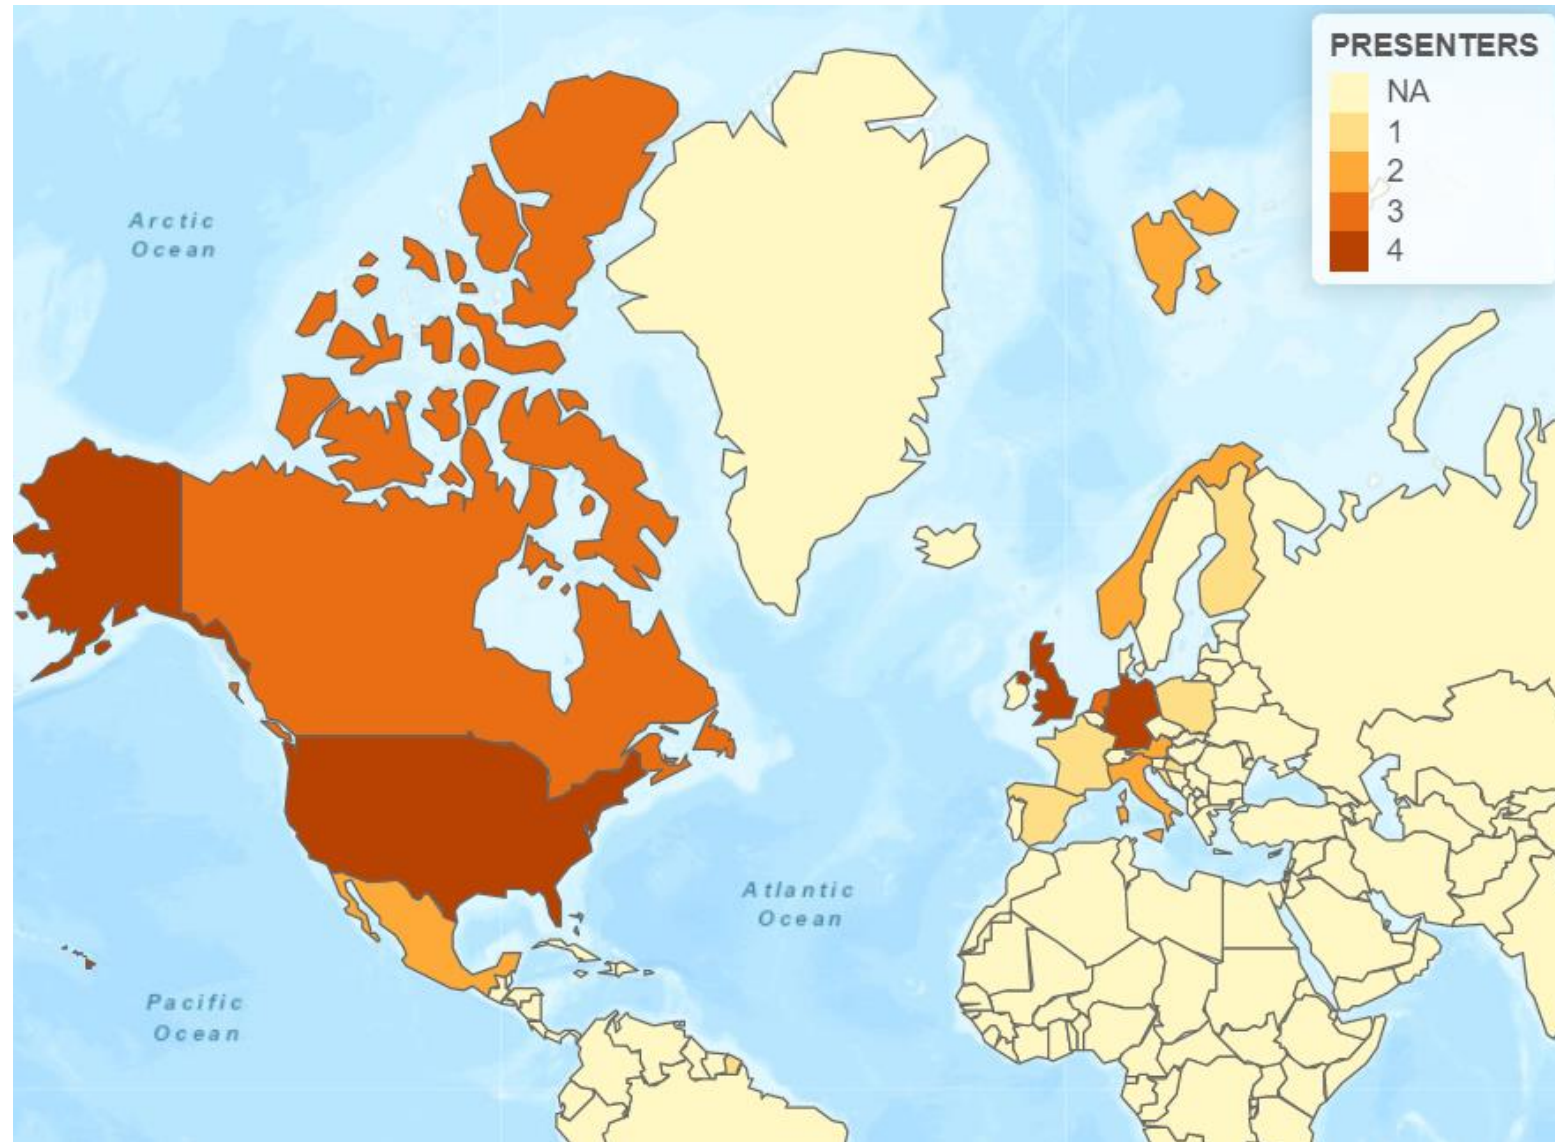 PRESENTERS
NA
1
2
3
4
Arctic
Ocean
Atlantic
Ocean
Pacific
Ocean